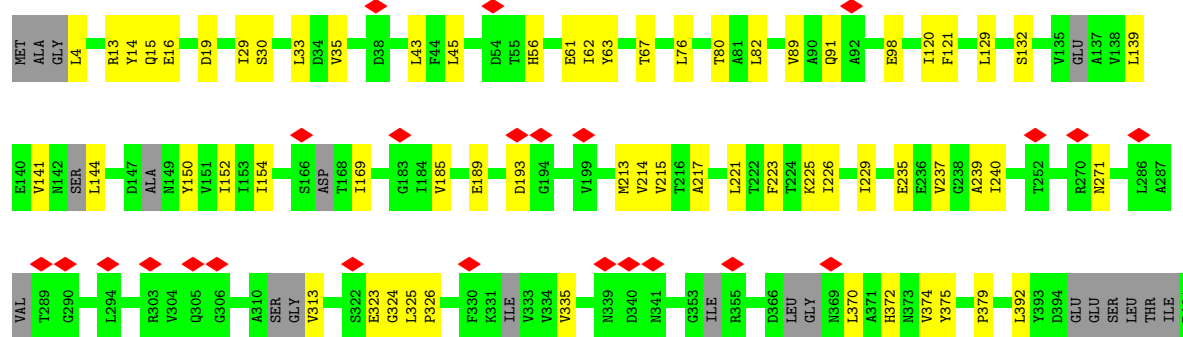 MET ALA GLY L4 R13 Y14 Q15 E16 D19 I29 S30 L33 D34 V35 D38 L43 F44 L45 D54 T55 H56 E61 I62 Y63 T67 L76 T80 A81 L82 V89 A90 Q91 A92 E98 I120 F121 L129 S132 V135 GLU A137 V138 L139
E140 V141 N142 SER L144 D147 ALA N149 Y150 V151 I152 I153 I154 S166 ASP T168 I169 G183 I184 V185 E189 D193 G194 V199 M213 V214 V215 T216 A217 L221 T222 F223 T224 K225 I226 I229 E235 E236 V237 G238 A239 I240 T252 R270 N271 L286 A287
VAL T289 G290 L294 R303 V304 Q305 G306 A310 SER GLY V313 S322 E323 G324 L325 P326 F330 K331 ILE V333 V334 V335 N339 D340 N341 G353 ILE R355 D366 LEU GLY N369 L370 A371 H372 N373 V374 Y375 P379 L392 Y393 D394 GLU GLU SER LEU THR ILE